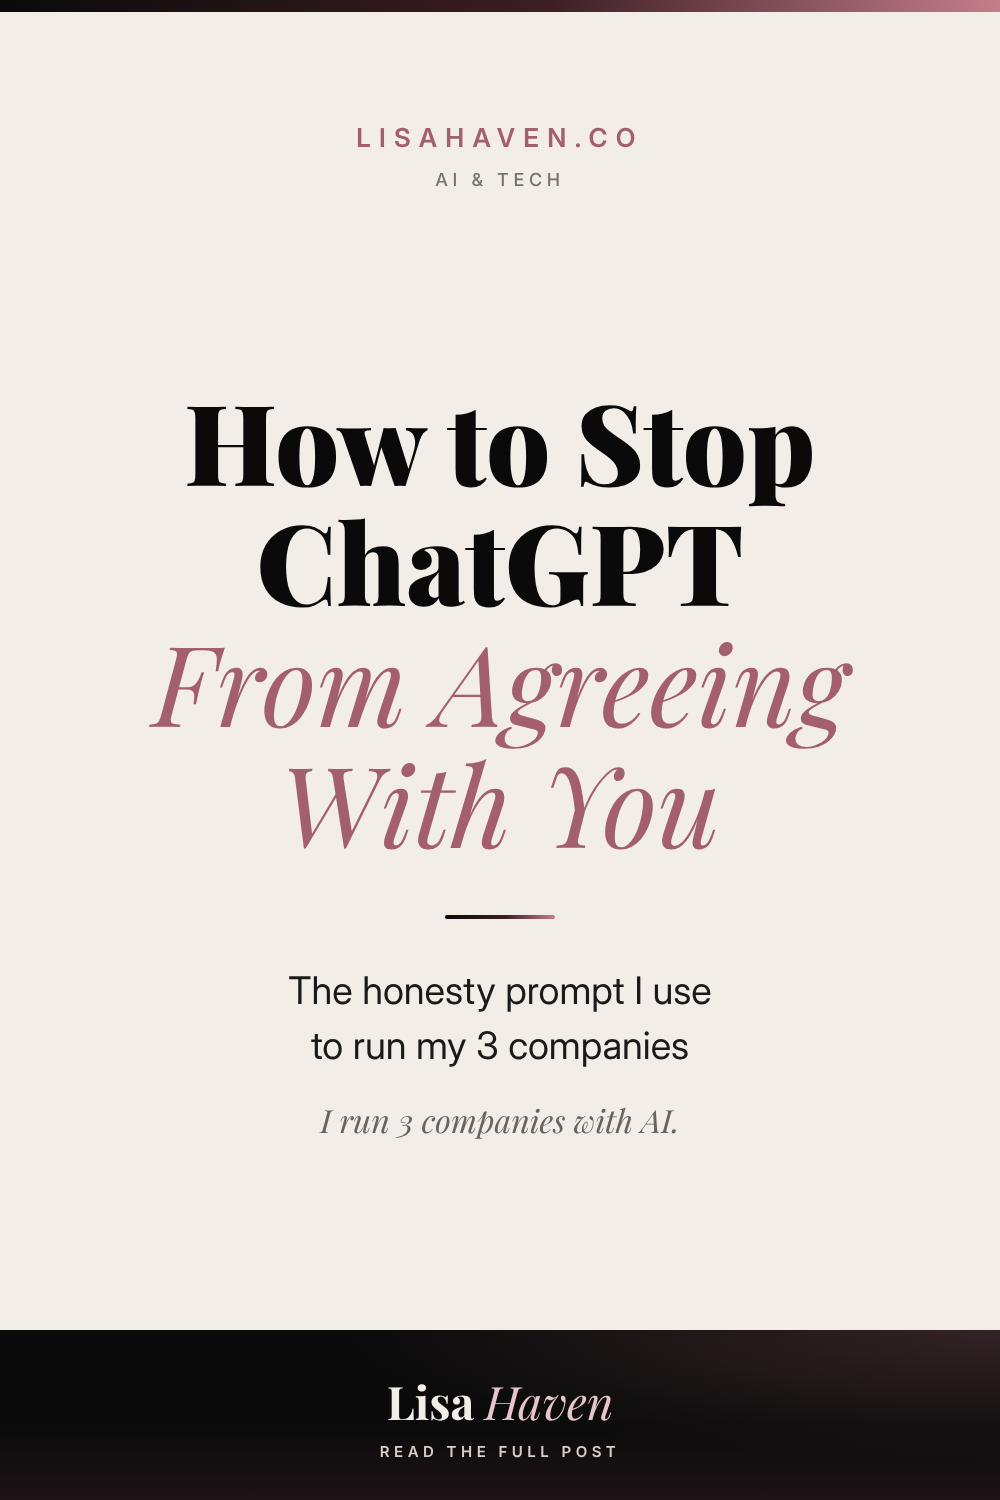 LISAHAVEN.CO
AI & TECH
How to Stop
ChatGPT
From Agreeing
With You
The honesty prompt I use
to run my 3 companies
I run 3 companies with AI.
Lisa Haven
READ THE FULL POST